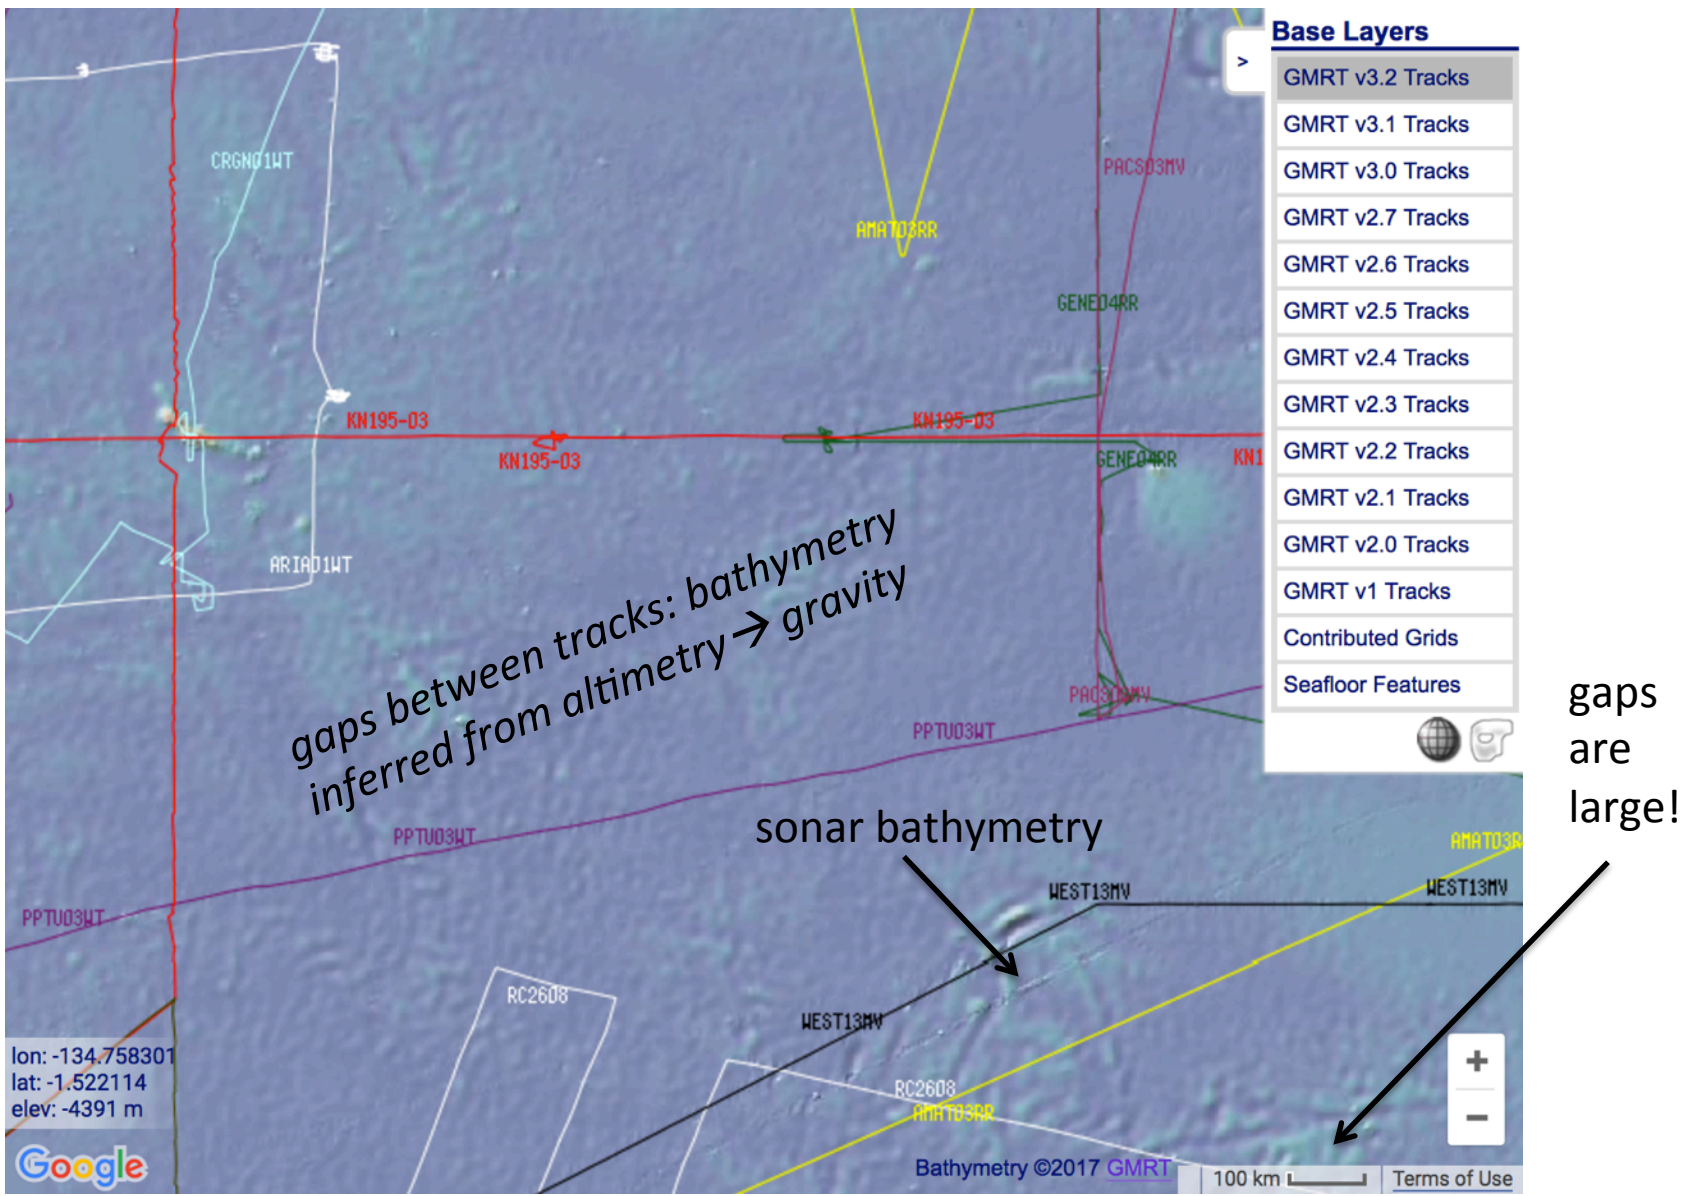 Base Layers
>
GMRT v3.2 Tracks
GMRT v3.1 Tracks
GMRT v3.0 Tracks
GMRT v2.7 Tracks
GMRT v2.6 Tracks
GMRT v2.5 Tracks
GMRT v2.4 Tracks
GMRT v2.3 Tracks
GMRT v2.2 Tracks
GMRT v2.1 Tracks
GMRT v2.0 Tracks
GMRT v1 Tracks
Contributed Grids
Seafloor Features
CRGN01WT
PACS03MV
AMAT03RR
GENE04RR
KN195-03
KN195-03
KN195-03
GENE04RR
KN1
ARIA01WT
gaps between tracks: bathymetry
inferred from altimetry → gravity
PACS03MV
PPTU03WT
PPTU03WT
PPTU03WT
gaps
are
large!
sonar bathymetry
AMAT03R
WEST13MV
WEST13MV
WEST13MV
RC2608
RC2608
AMAT03RR
lon: -134.758301
lat: -1.522114
elev: -4391 m
+
−
Google
Bathymetry ©2017 GMRT
100 km
Terms of Use